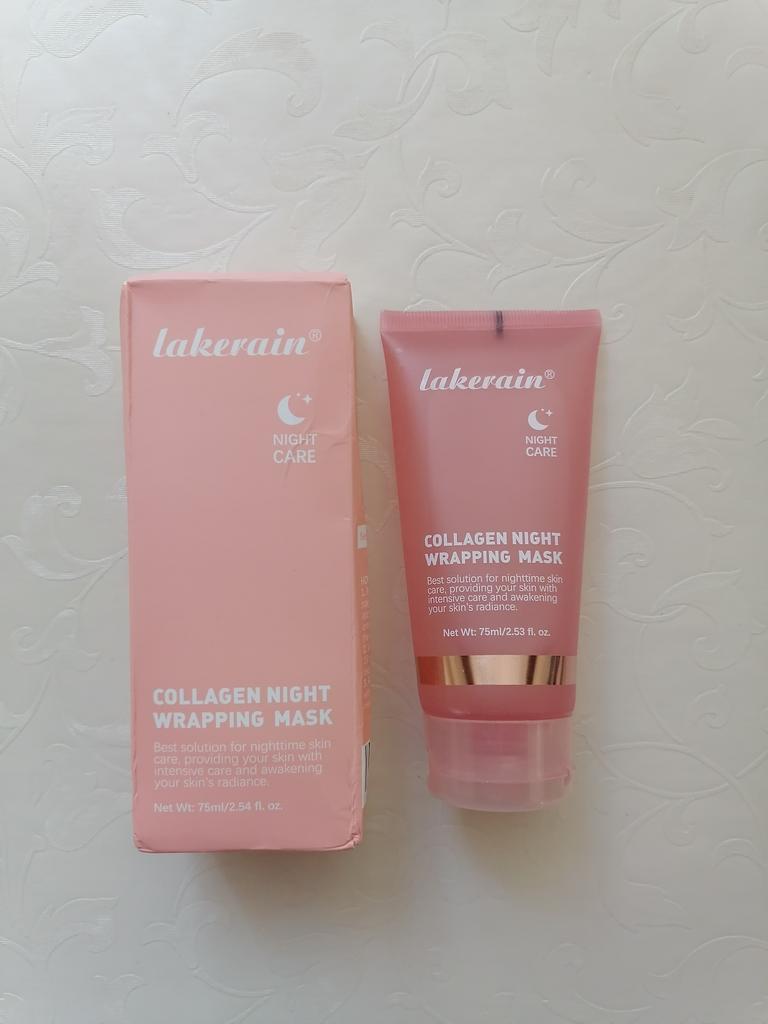 lakerain®
NIGHT
CARE
COLLAGEN NIGHT
WRAPPING MASK
Best solution for nighttime skin
care, providing your skin with
intensive care and awakening
your skin's radiance.
Net Wt: 75ml/2.54 fl. oz.
lakerain®
NIGHT
CARE
COLLAGEN NIGHT
WRAPPING MASK
Best solution for nighttime skin
care, providing your skin with
intensive care and awakening
your skin's radiance.
Net Wt: 75ml/2.53 fl. oz.